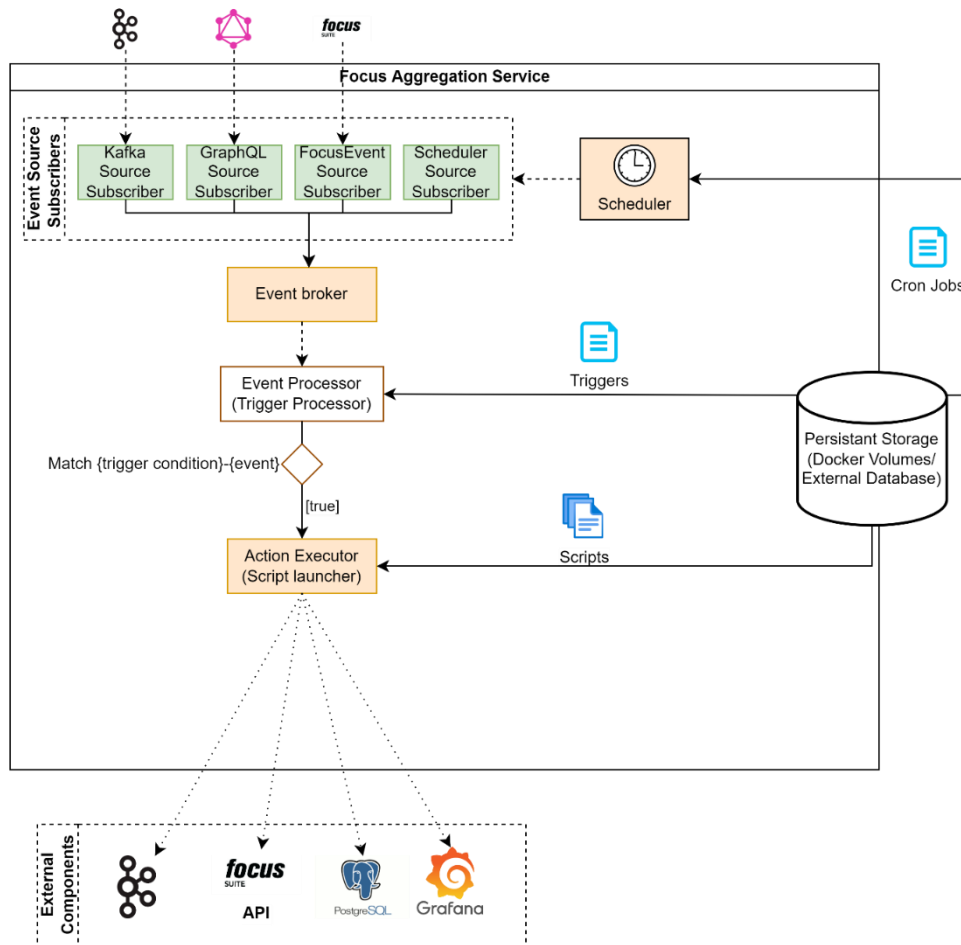 focus
SUITE
Focus Aggregation Service
Event Source
Subscribers
Kafka
Source
Subscriber
GraphQL
Source
Subscriber
FocusEvent
Source
Subscriber
Scheduler
Source
Subscriber
Scheduler
Cron Jobs
Event broker
Triggers
Event Processor
(Trigger Processor)
Persistant Storage
(Docker Volumes/
External Database)
Match {trigger condition}-{event}
[true]
Scripts
Action Executor
(Script launcher)
External
Components
focus
SUITE
API
PostgreSQL
Grafana